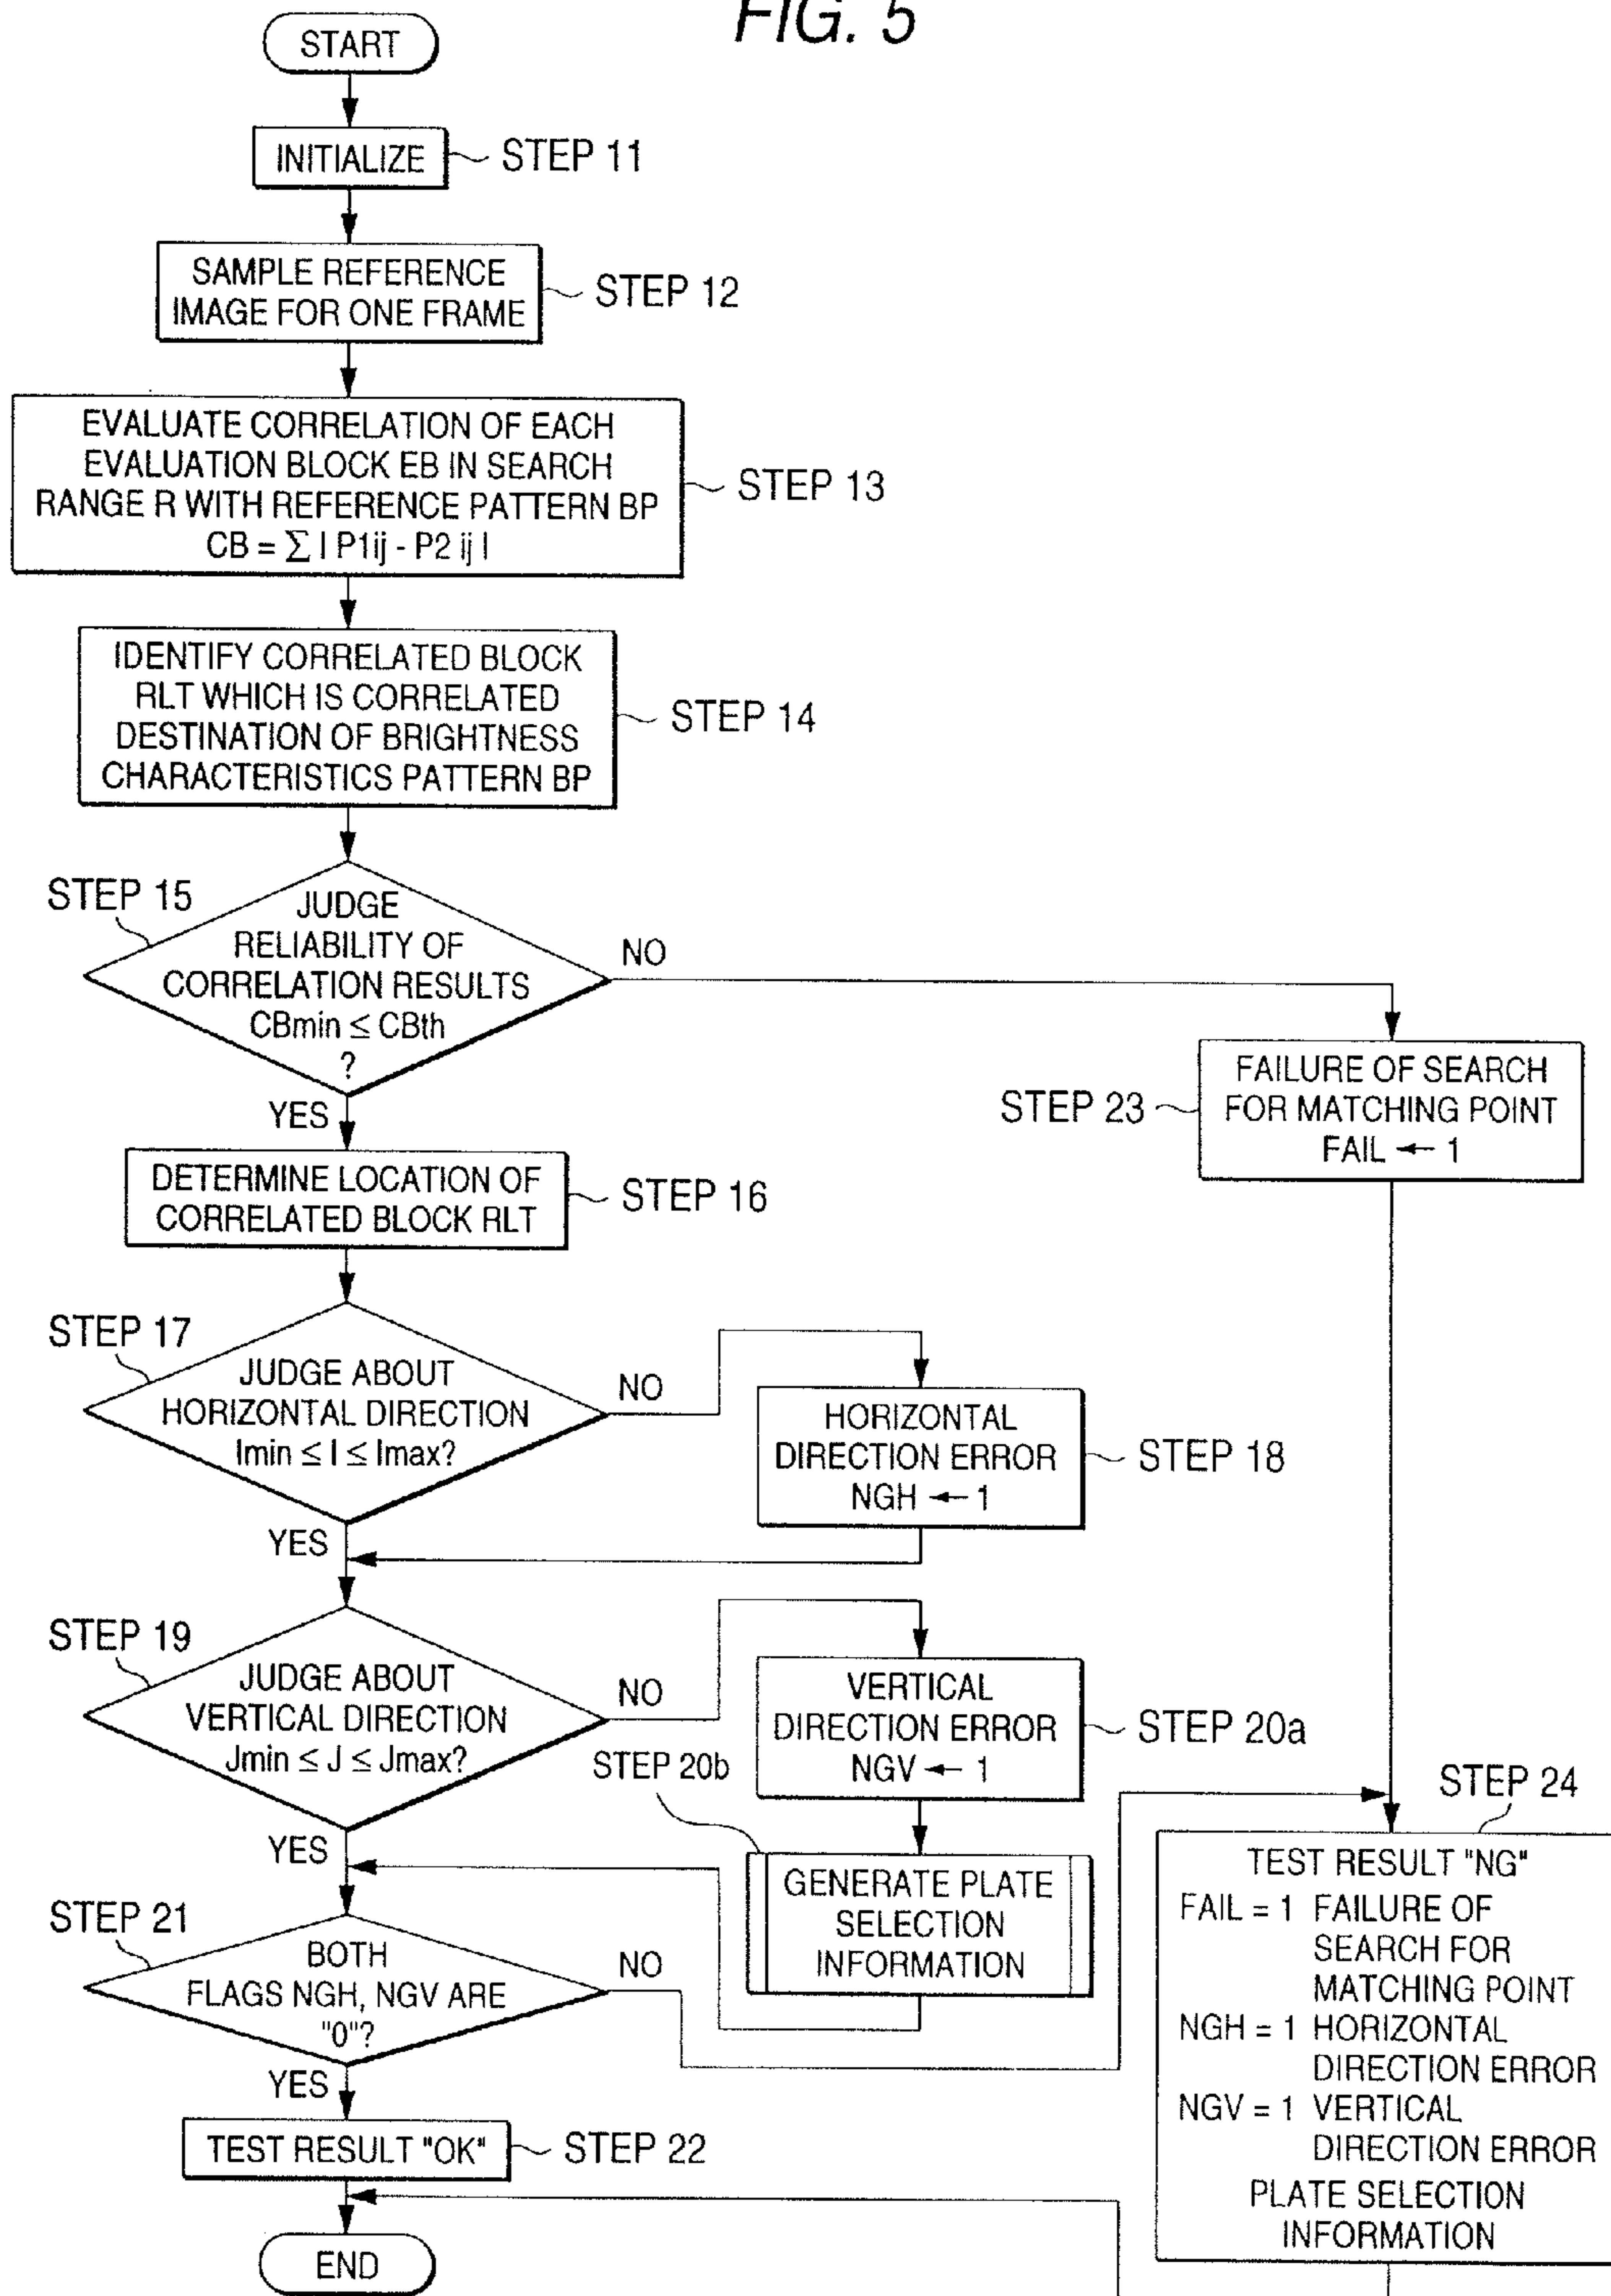 FIG. 5
START
INITIALIZE
STEP 11
SAMPLE REFERENCE
IMAGE FOR ONE FRAME
STEP 12
EVALUATE CORRELATION OF EACH
EVALUATION BLOCK EB IN SEARCH
RANGE R WITH REFERENCE PATTERN BP
CB = ∑ | P1ij - P2 ij |
STEP 13
IDENTIFY CORRELATED BLOCK
RLT WHICH IS CORRELATED
DESTINATION OF BRIGHTNESS
CHARACTERISTICS PATTERN BP
STEP 14
STEP 15
JUDGE
RELIABILITY OF
CORRELATION RESULTS
CBmin ≤ CBth
?
NO
YES
STEP 23
FAILURE OF SEARCH
FOR MATCHING POINT
FAIL ← 1
DETERMINE LOCATION OF
CORRELATED BLOCK RLT
STEP 16
STEP 17
JUDGE ABOUT
HORIZONTAL DIRECTION
Imin ≤ I ≤ Imax?
NO
YES
HORIZONTAL
DIRECTION ERROR
NGH ← 1
STEP 18
STEP 19
JUDGE ABOUT
VERTICAL DIRECTION
Jmin ≤ J ≤ Jmax?
NO
YES
VERTICAL
DIRECTION ERROR
NGV ← 1
STEP 20a
STEP 20b
GENERATE PLATE
SELECTION
INFORMATION
STEP 21
BOTH
FLAGS NGH, NGV ARE
"0"?
NO
YES
TEST RESULT "OK"
STEP 22
END
STEP 24
TEST RESULT "NG"
FAIL = 1 FAILURE OF
SEARCH FOR
MATCHING POINT
NGH = 1 HORIZONTAL
DIRECTION ERROR
NGV = 1 VERTICAL
DIRECTION ERROR
PLATE SELECTION
INFORMATION